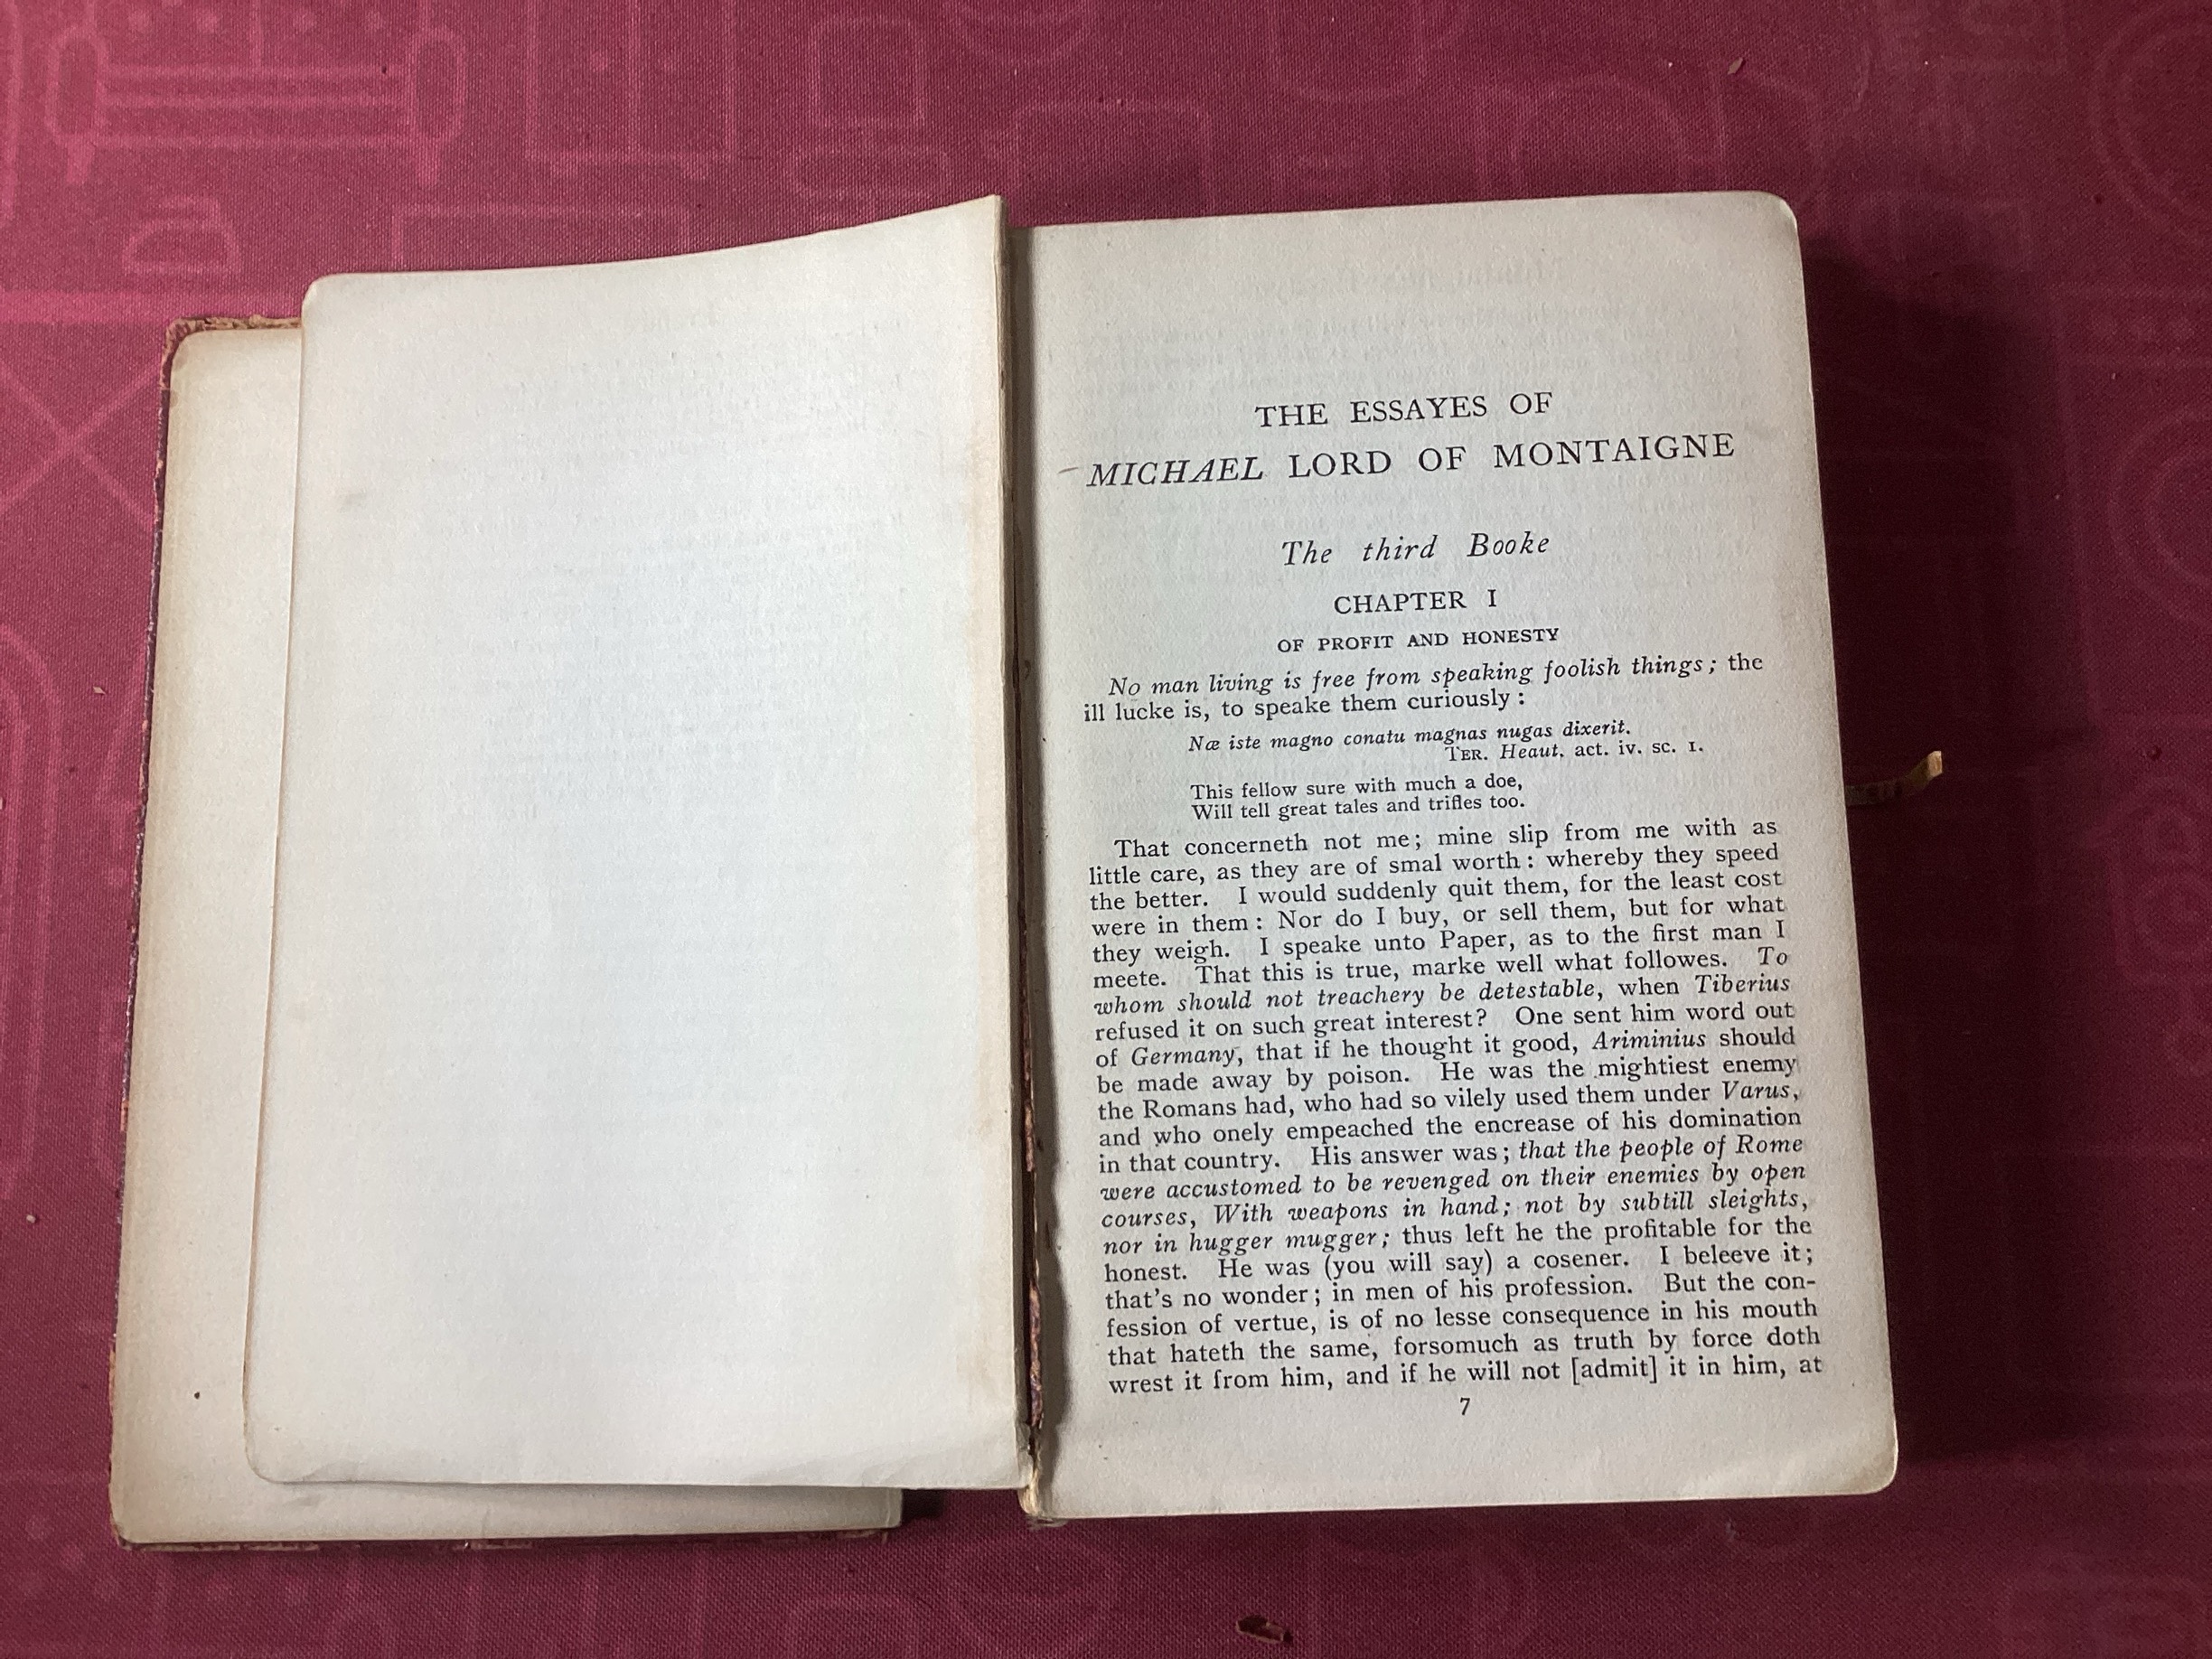 THE ESSAYES OF
MICHAEL LORD OF MONTAIGNE
The third Booke
CHAPTER I
OF PROFIT AND HONESTY
No man living is free from speaking foolish things; the
ill lucke is, to speake them curiously:
Næ iste magno conatu magnas nugas dixerit.
TER. Heaut. act. iv. sc. 1.
This fellow sure with much a doe,
Will tell great tales and trifles too.
That concerneth not me; mine slip from me with as
little care, as they are of smal worth: whereby they speed
the better. I would suddenly quit them, for the least cost
were in them: Nor do I buy, or sell them, but for what
they weigh. I speake unto Paper, as to the first man I
meete. That this is true, marke well what followes. To
whom should not treachery be detestable, when Tiberius
refused it on such great interest? One sent him word out
of Germany, that if he thought it good, Ariminius should
be made away by poison. He was the mightiest enemy
the Romans had, who had so vilely used them under Varus,
and who onely empeached the encrease of his domination
in that country. His answer was; that the people of Rome
were accustomed to be revenged on their enemies by open
courses, With weapons in hand; not by subtill sleights,
nor in hugger mugger; thus left he the profitable for the
honest. He was (you will say) a cosener. I beleeve it;
that's no wonder; in men of his profession. But the con-
fession of vertue, is of no lesse consequence in his mouth
that hateth the same, forsomuch as truth by force doth
wrest it from him, and if he will not [admit] it in him, at
7